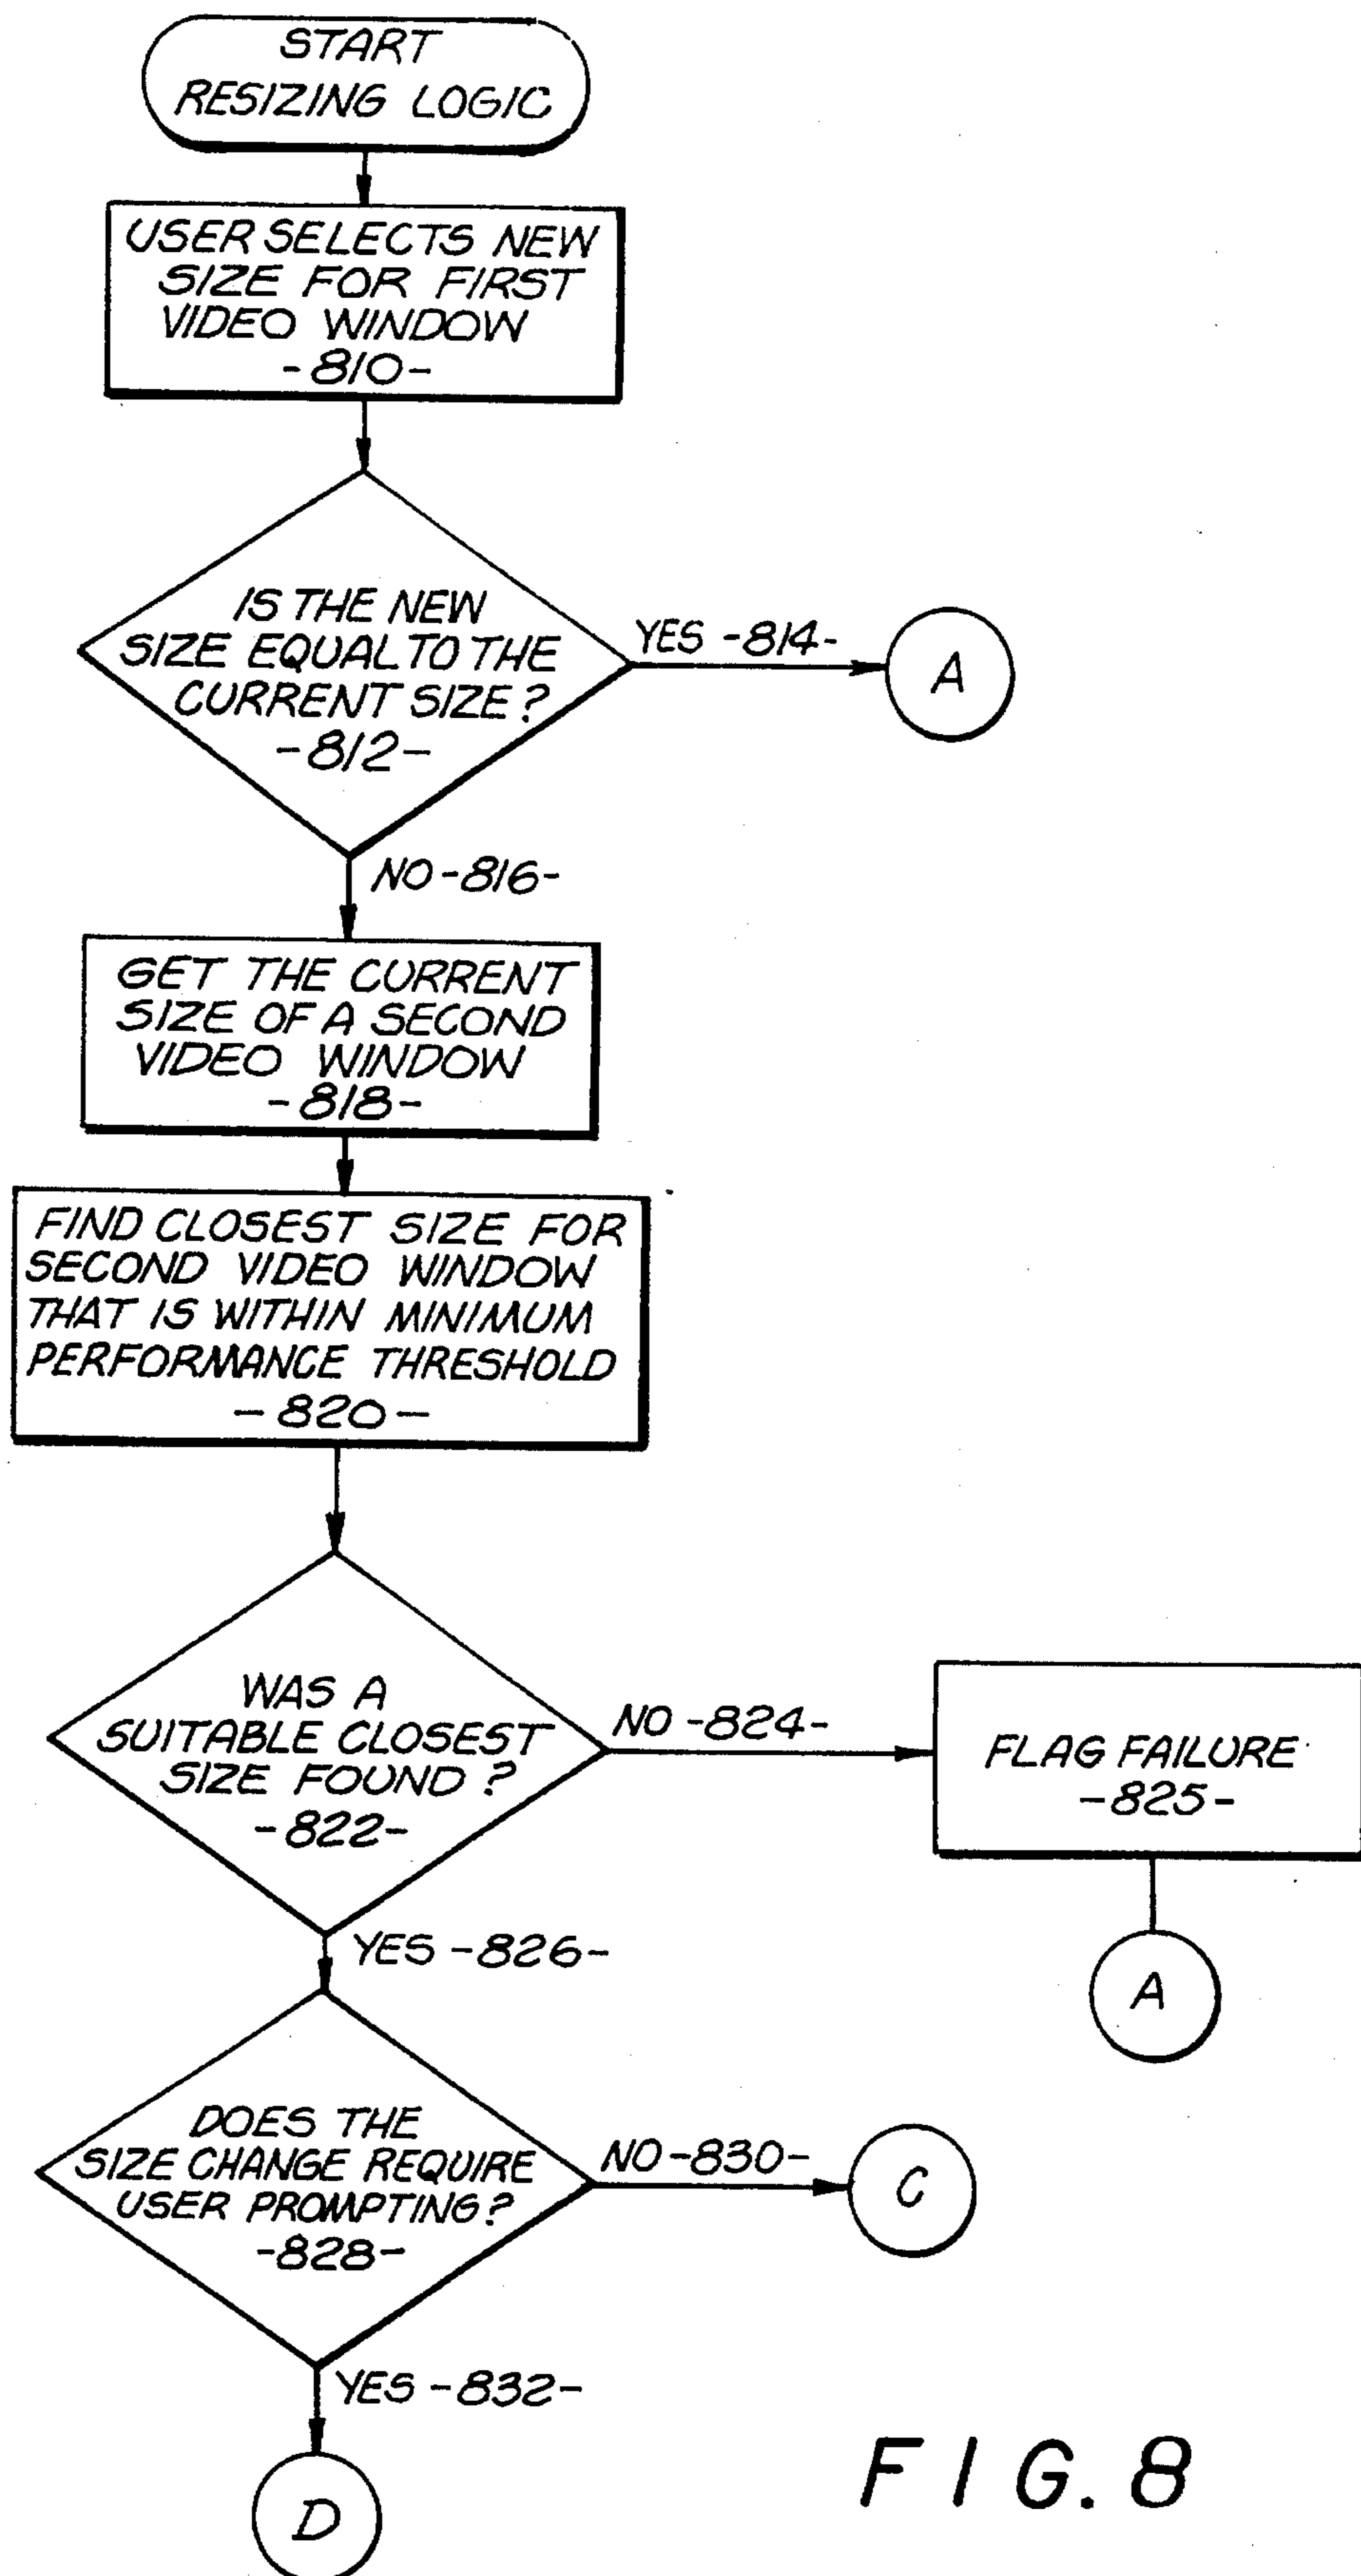 START
RESIZING LOGIC
USER SELECTS NEW
SIZE FOR FIRST
VIDEO WINDOW
-810-
IS THE NEW
SIZE EQUAL TO THE
CURRENT SIZE?
-812-
YES -814-
A
NO -816-
GET THE CURRENT
SIZE OF A SECOND
VIDEO WINDOW
-818-
FIND CLOSEST SIZE FOR
SECOND VIDEO WINDOW
THAT IS WITHIN MINIMUM
PERFORMANCE THRESHOLD
-820-
WAS A
SUITABLE CLOSEST
SIZE FOUND?
-822-
NO -824-
FLAG FAILURE
-825-
A
YES -826-
DOES THE
SIZE CHANGE REQUIRE
USER PROMPTING?
-828-
NO -830-
C
YES -832-
D
FIG. 8